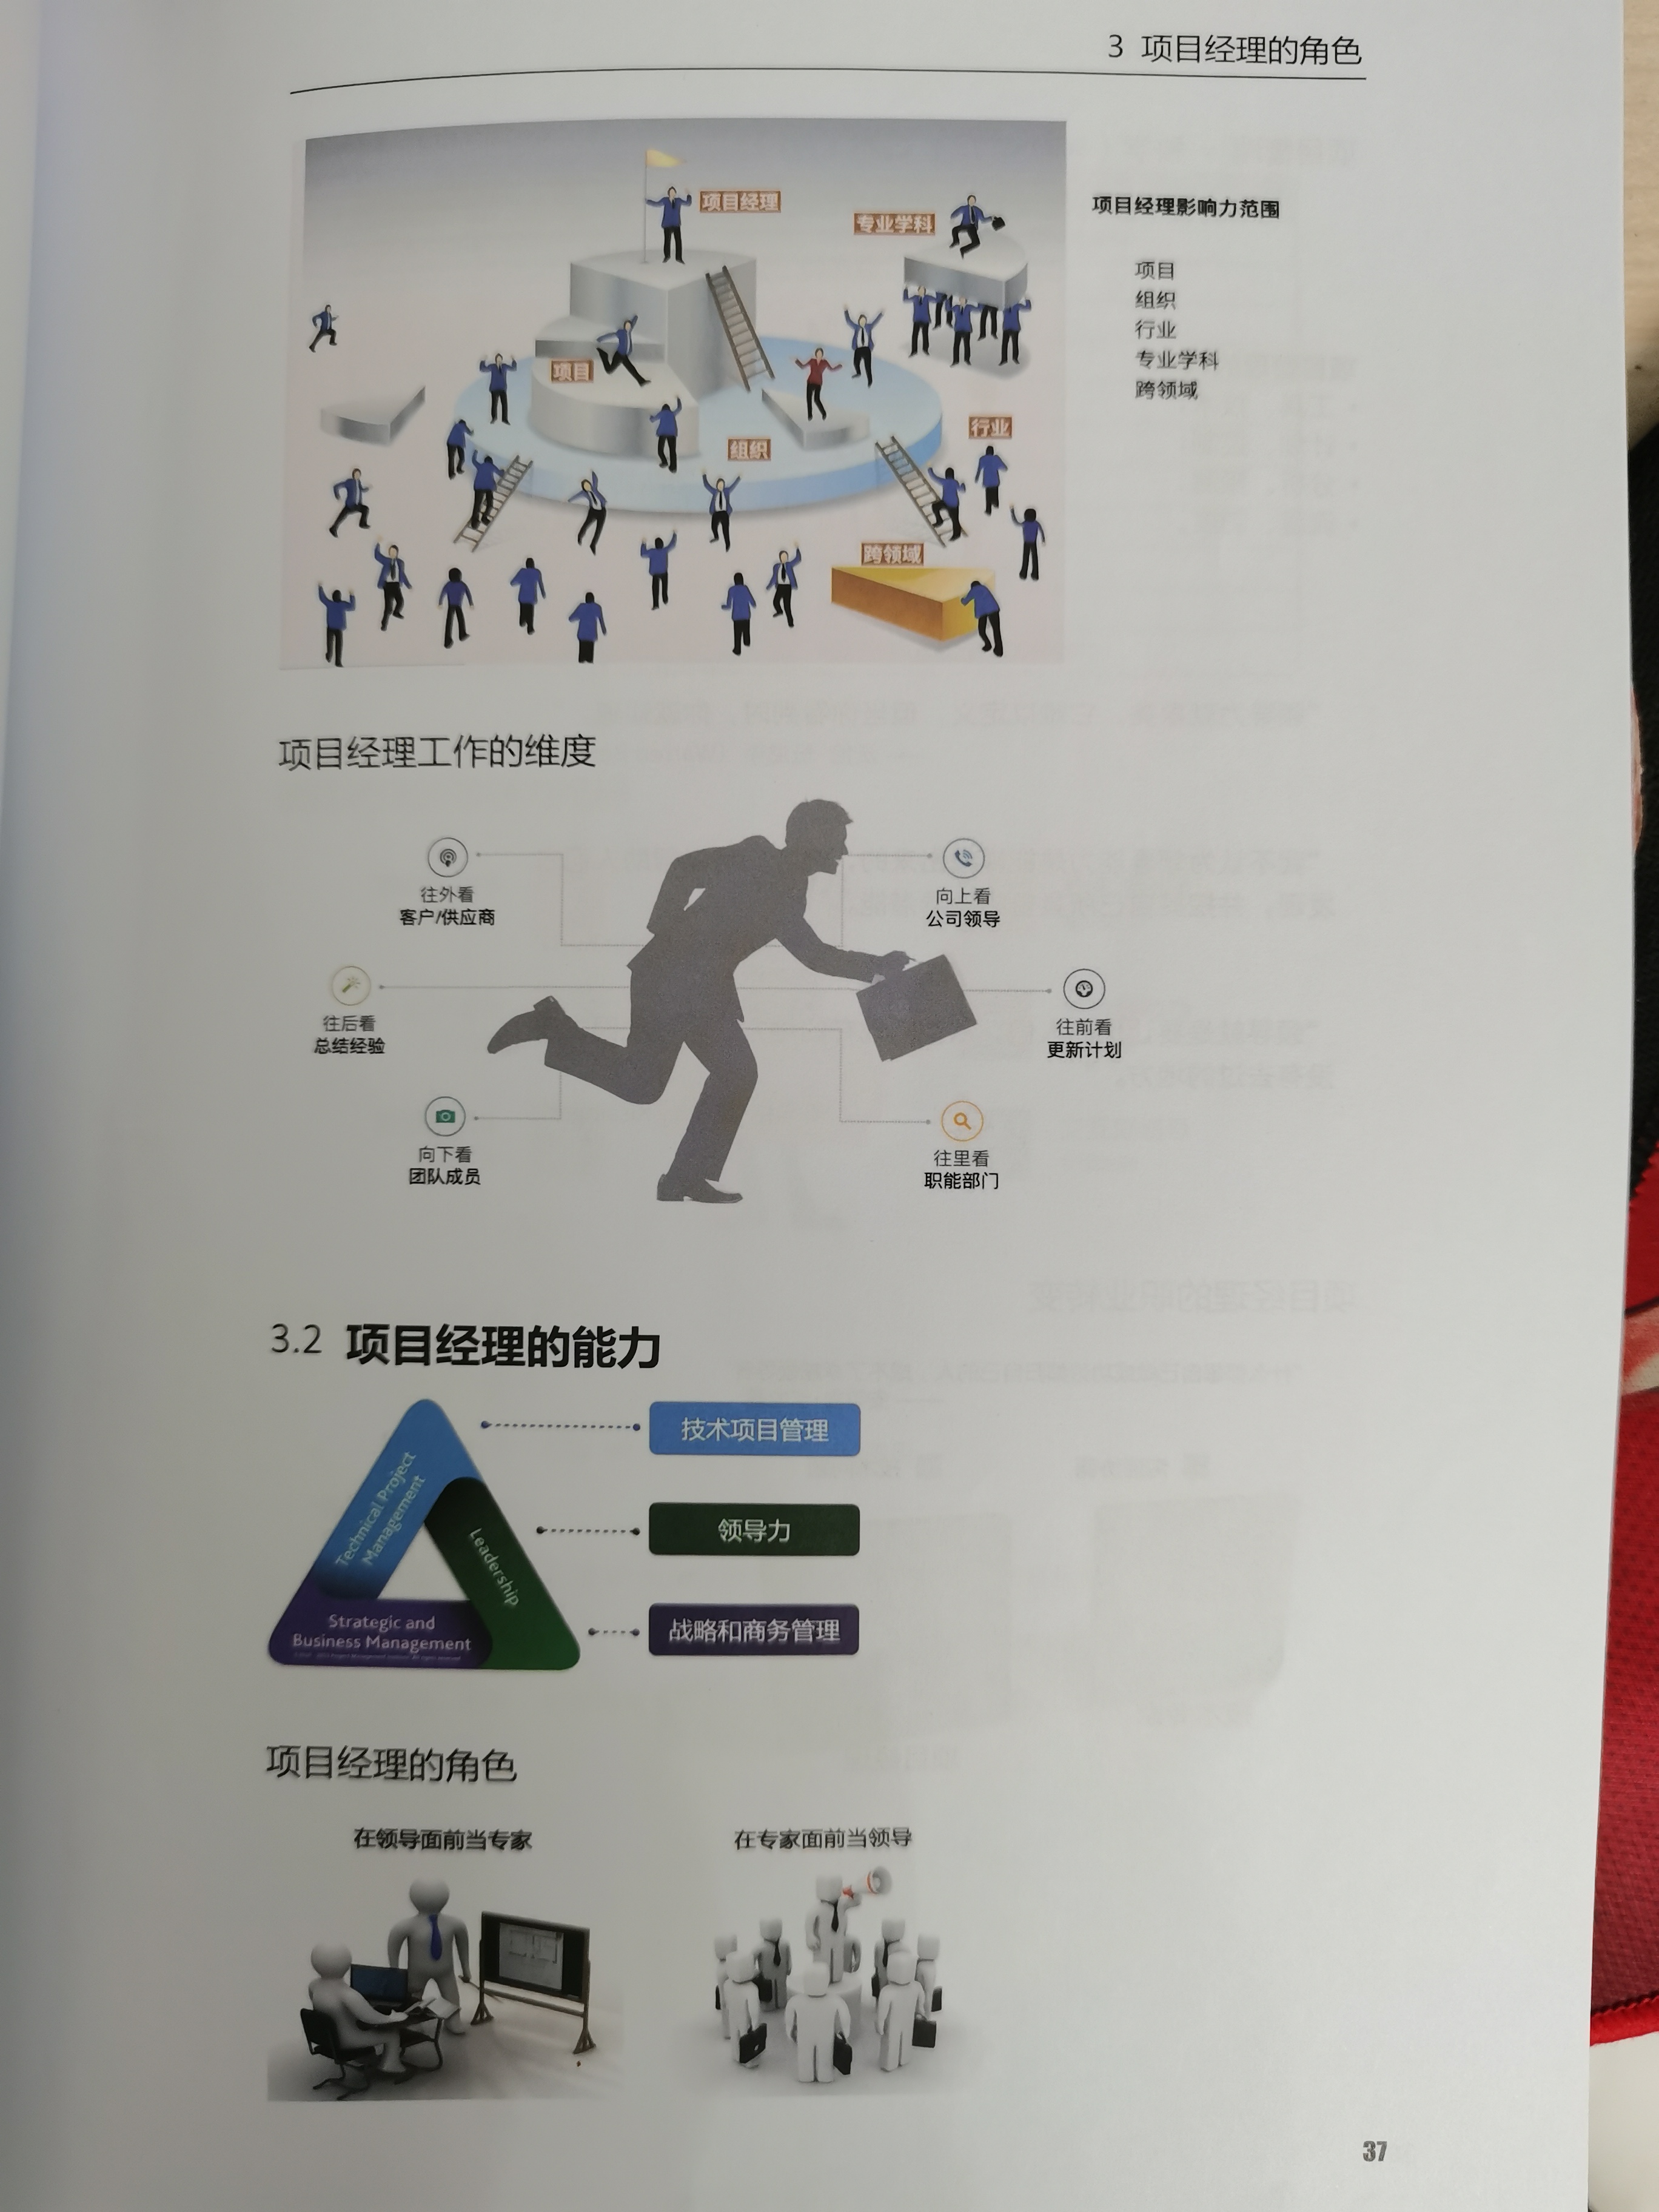 3 项目经理的角色
项目经理
专业学科
项目
组织
行业
跨领域
项目经理影响力范围
项目
组织
行业
专业学科
跨领域
项目经理工作的维度
往外看
客户/供应商
向上看
公司领导
往后看
总结经验
往前看
更新计划
向下看
团队成员
往里看
职能部门
3.2 项目经理的能力
Technical Project
Management
Leadership
Strategic and
Business Management
技术项目管理
领导力
战略和商务管理
项目经理的角色
在领导面前当专家
在专家面前当领导
37